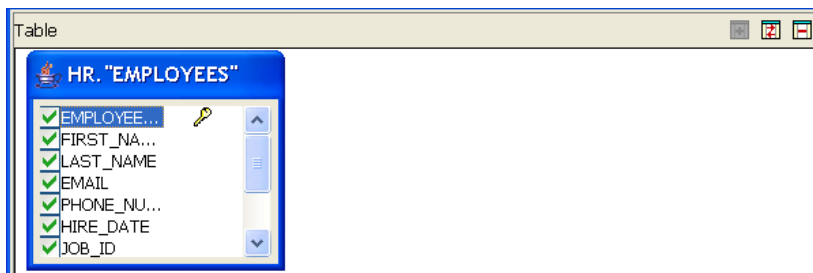 Table
HR."EMPLOYEES"
EMPLOYEE...
FIRST_NA...
LAST_NAME
EMAIL
PHONE_NU...
HIRE_DATE
JOB_ID